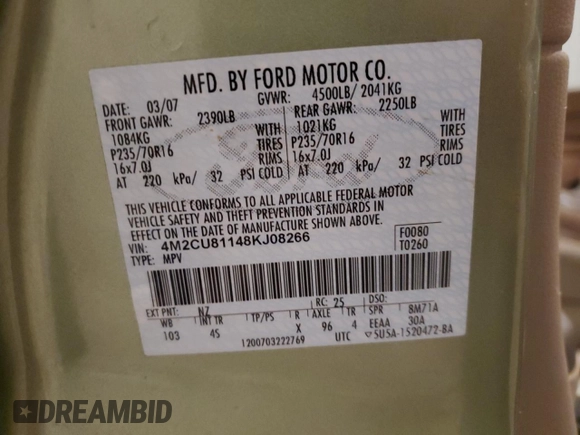 MFD. BY FORD MOTOR CO.
DATE: 03/07 GVWR: 4500LB/ 2041KG
FRONT GAWR: 2390LB REAR GAWR: 2250LB
1084KG WITH 1021KG WITH
P235/70R16 TIRES P235/70R16 TIRES
16x7.0J RIMS 16x7.0J RIMS
AT 220 kPa/ 32 PSI COLD AT 220 kPa/ 32 PSI COLD
Ford
THIS VEHICLE CONFORMS TO ALL APPLICABLE FEDERAL MOTOR
VEHICLE SAFETY AND THEFT PREVENTION STANDARDS IN
EFFECT ON THE DATE OF MANUFACTURE SHOWN ABOVE.
VIN: 4M2CU81148KJ08266 F0080
TYPE: MPV T0260
EXT PNT: NZ RC: 25 DSO:
WB INT TR TP/PS R AXLE TR SPR 8M71A
103 4S X 96 4 EEAA 30A
1200703222769 UTC 5U5A-1520472-BA
DREAMBID